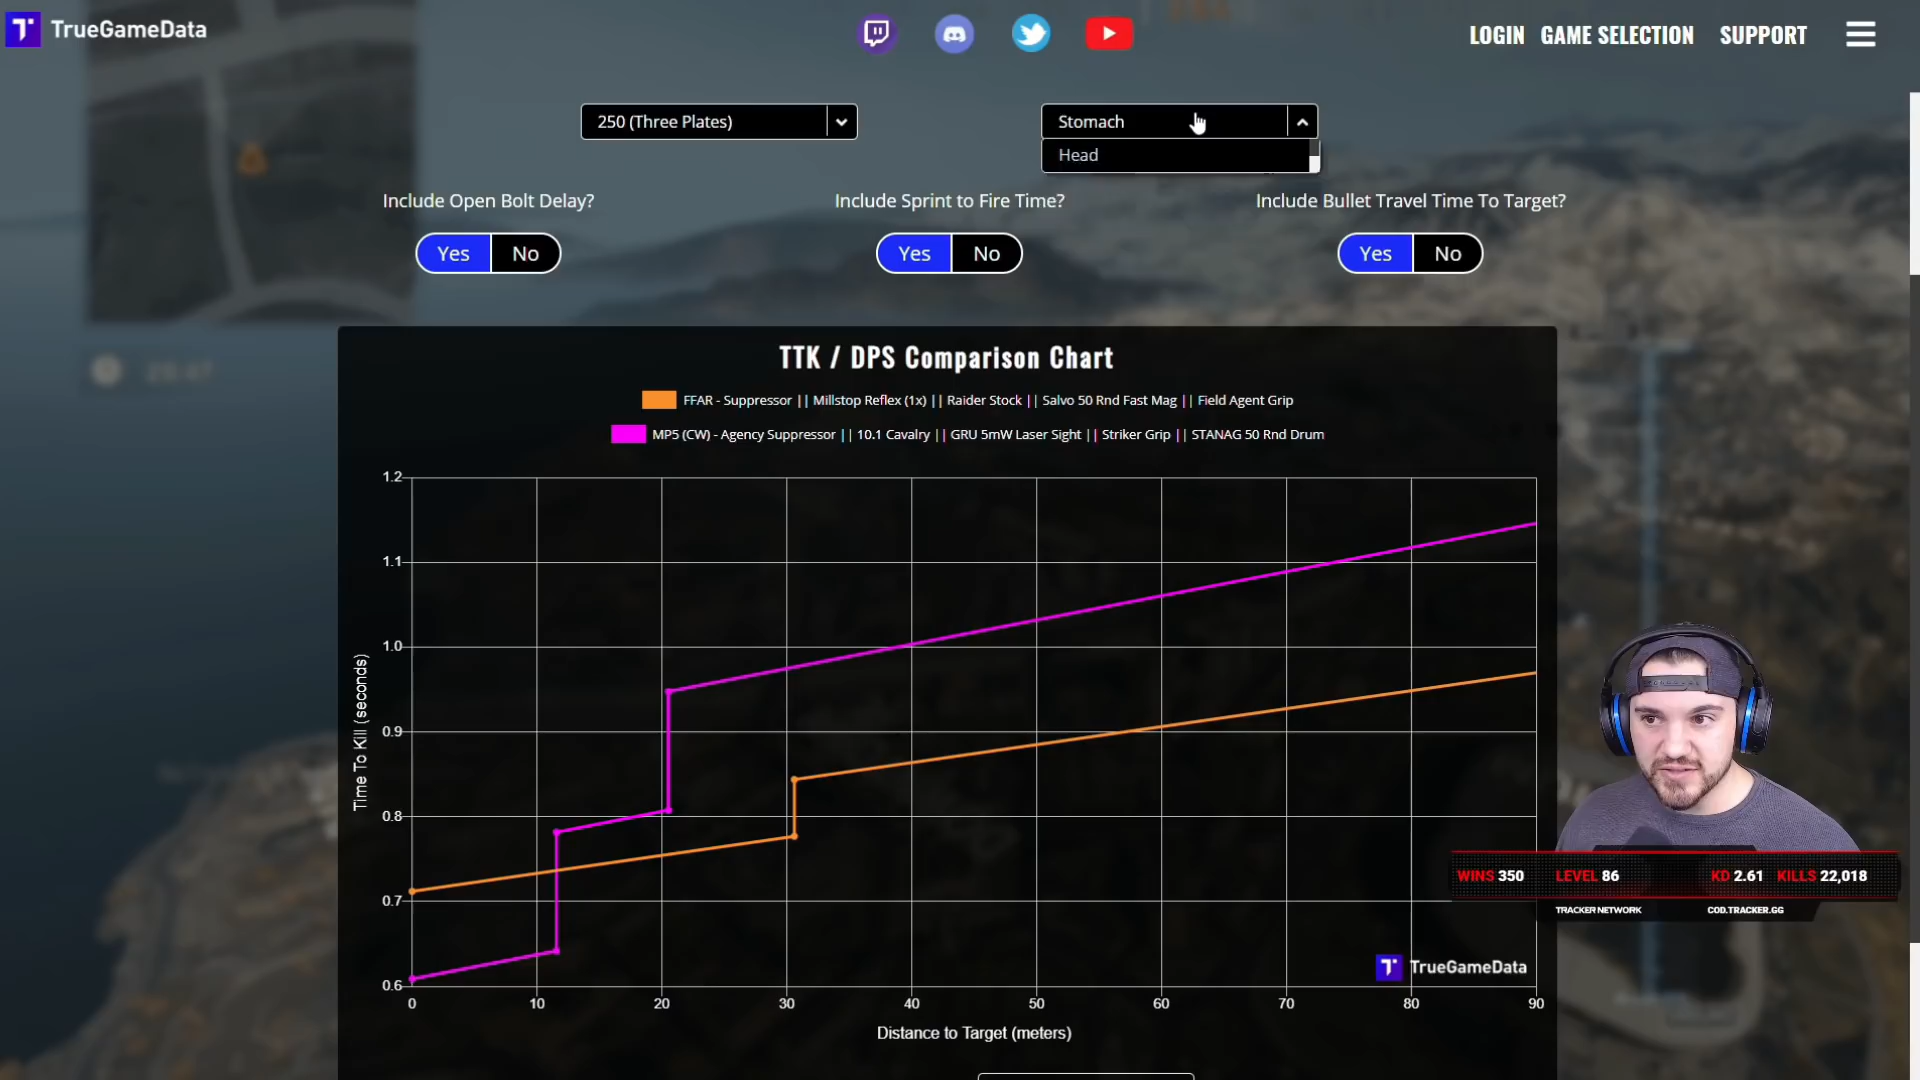 TrueGameData
LOGIN GAME SELECTION SUPPORT
250 (Three Plates)
Stomach
Head
Include Open Bolt Delay?
Include Sprint to Fire Time?
Include Bullet Travel Time To Target?
Yes No
Yes No
Yes No
TTK / DPS Comparison Chart
FFAR - Suppressor || Millstop Reflex (1x) || Raider Stock || Salvo 50 Rnd Fast Mag || Field Agent Grip
MP5 (CW) - Agency Suppressor || 10.1 Cavalry || GRU 5mW Laser Sight || Striker Grip || STANAG 50 Rnd Drum
Time To Kill (seconds)
1.2
1.1
1.0
0.9
0.8
0.7
0.6
0 10 20 30 40 50 60 70 80 90
Distance to Target (meters)
TrueGameData
WINS 350 LEVEL 86 KD 2.61 KILLS 22,018
TRACKER NETWORK COD.TRACKER.GG